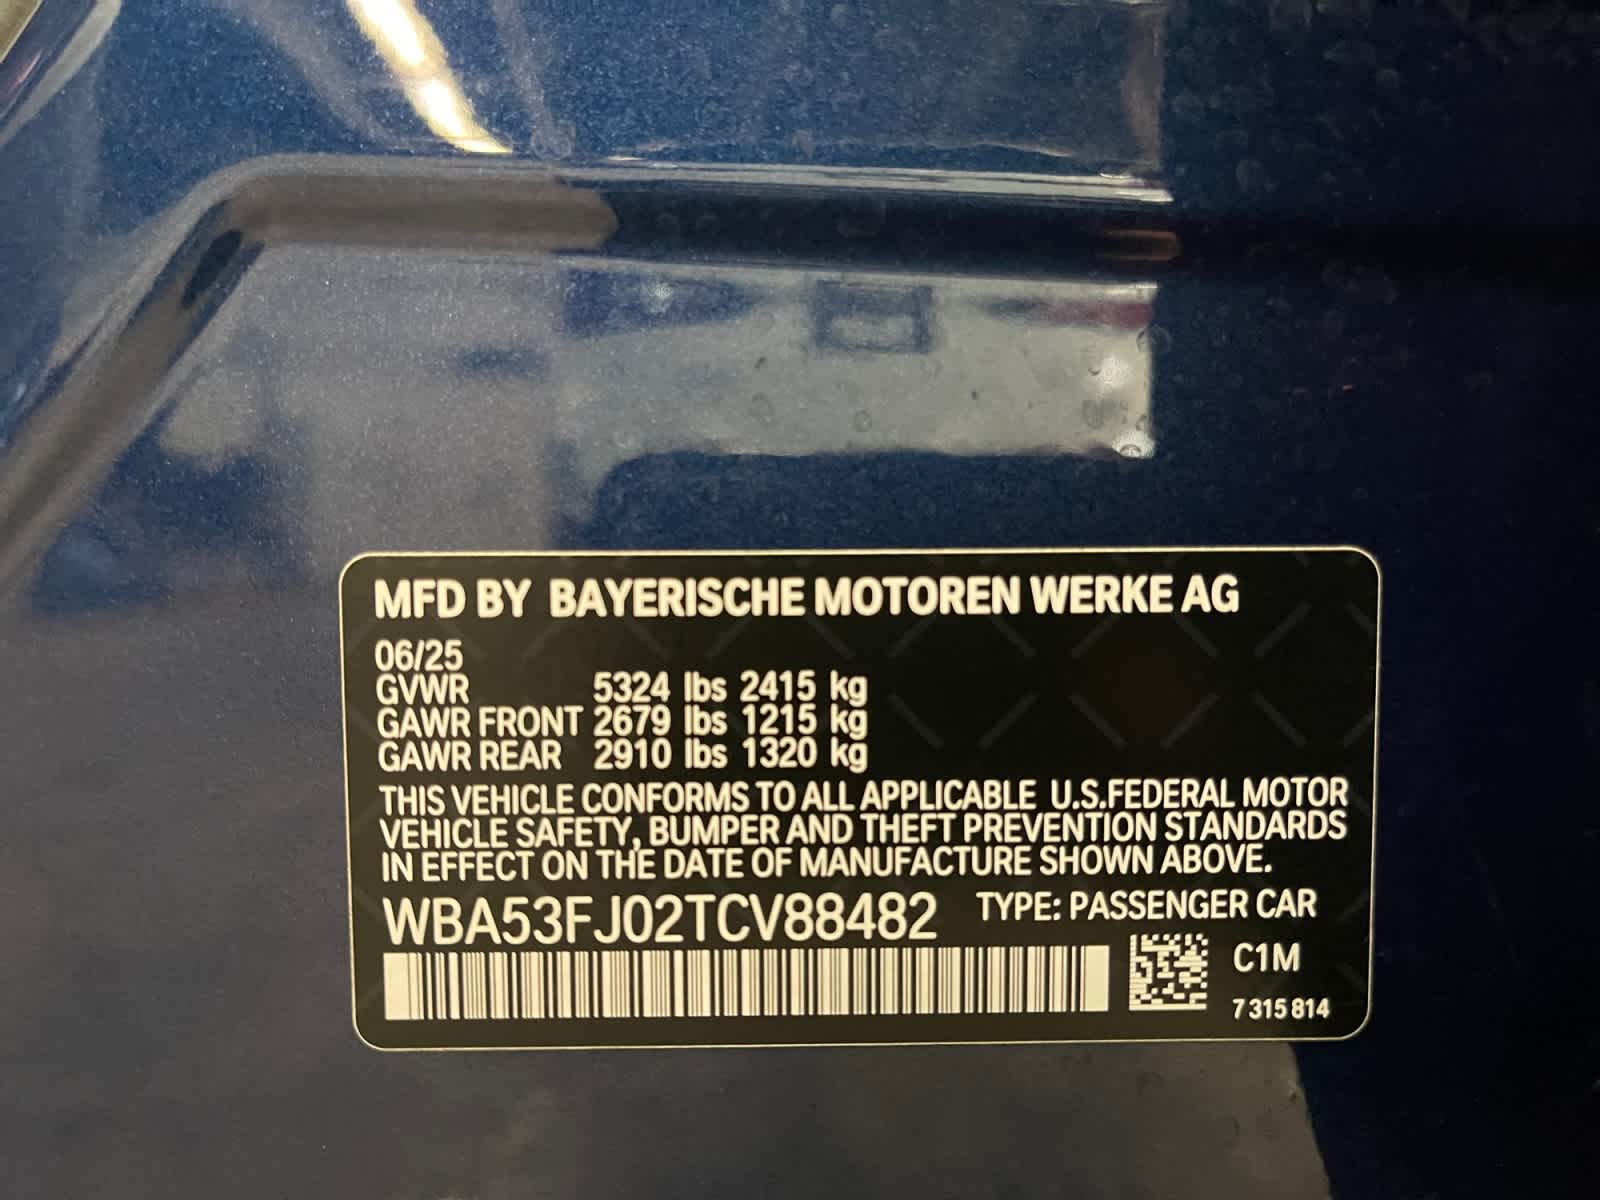 MFD BY BAYERISCHE MOTOREN WERKE AG
06/25
GVWR 5324 lbs 2415 kg
GAWR FRONT 2679 lbs 1215 kg
GAWR REAR 2910 lbs 1320 kg
THIS VEHICLE CONFORMS TO ALL APPLICABLE U.S.FEDERAL MOTOR
VEHICLE SAFETY, BUMPER AND THEFT PREVENTION STANDARDS
IN EFFECT ON THE DATE OF MANUFACTURE SHOWN ABOVE.
WBA53FJ02TCV88482 TYPE: PASSENGER CAR
C1M
7 315 814